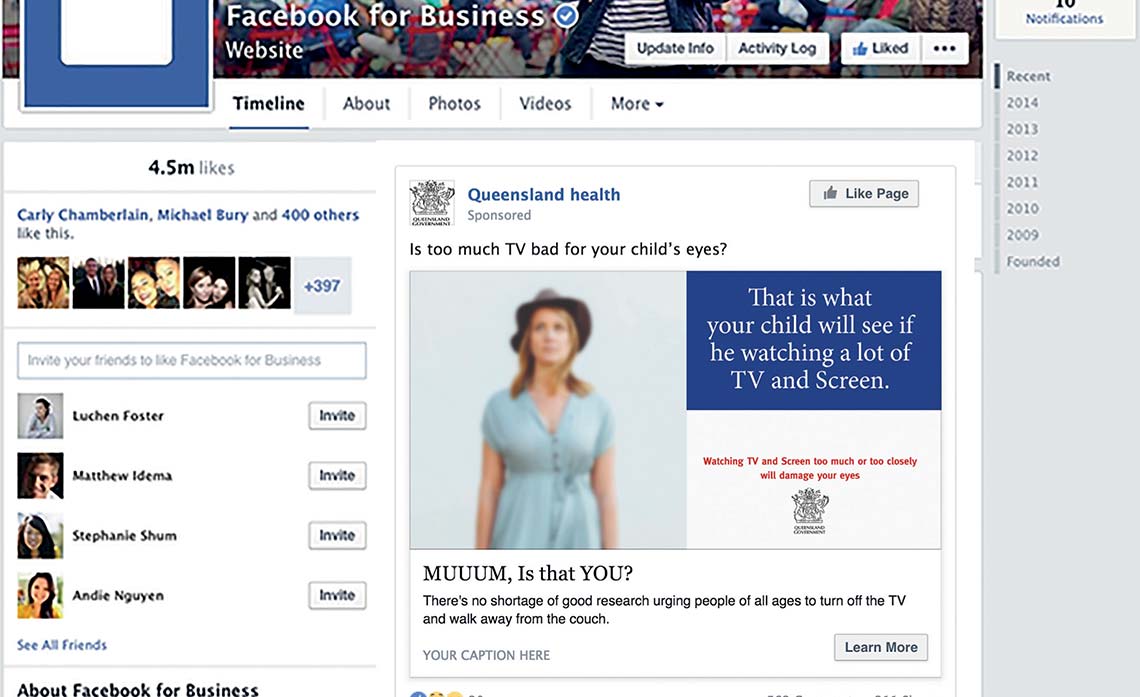 Facebook for Business
Website
Update Info
Activity Log
Liked
10
Notifications
Timeline
About
Photos
Videos
More
Recent
2014
2013
2012
2011
2010
2009
Founded
4.5m likes
Carly Chamberlain, Michael Bury and 400 others
like this.
+397
Invite your friends to like Facebook for Business
Luchen Foster
Invite
Matthew Idema
Invite
Stephanie Shum
Invite
Andie Nguyen
Invite
See All Friends
About Facebook for Business
QUEENSLAND
GOVERNMENT
Queensland health
Sponsored
Like Page
Is too much TV bad for your child's eyes?
That is what
your child will see if
he watching a lot of
TV and Screen.
Watching TV and Screen too much or too closely
will damage your eyes
QUEENSLAND
GOVERNMENT
MUUUM, Is that YOU?
There's no shortage of good research urging people of all ages to turn off the TV
and walk away from the couch.
YOUR CAPTION HERE
Learn More